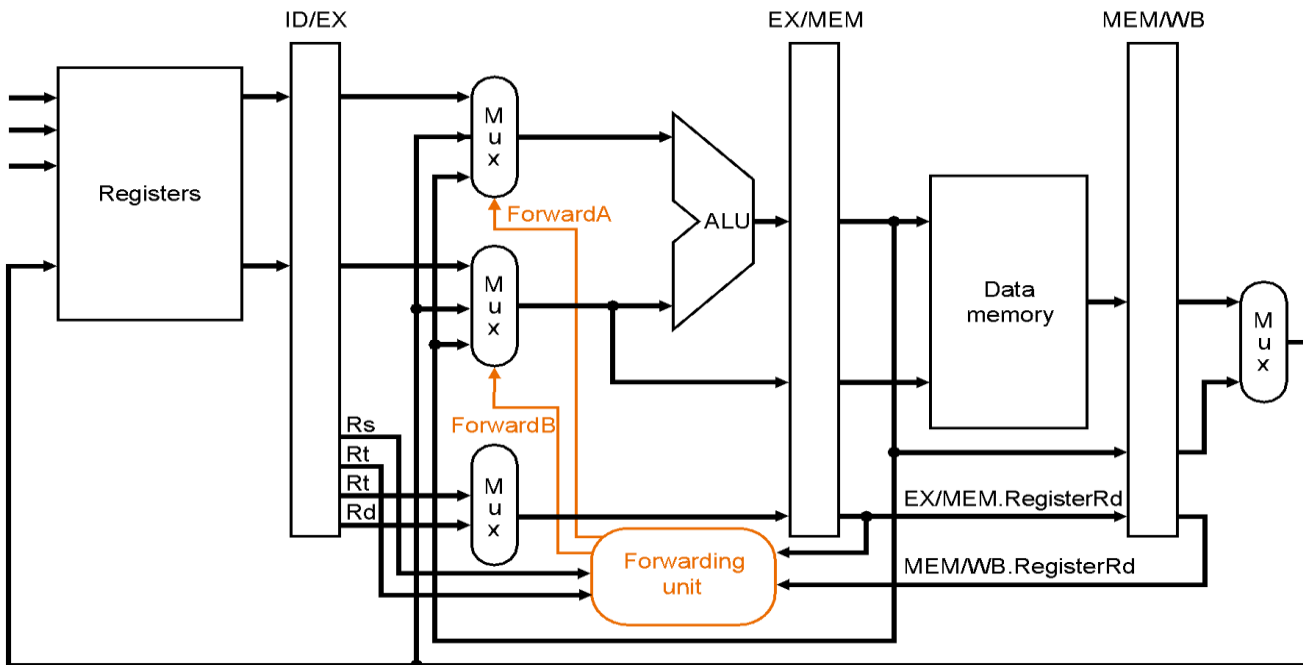 ID/EX
EX/MEM
MEM/WB
Registers
M
u
x
ForwardA
ALU
M
u
x
Data
memory
M
u
x
ForwardB
Rs
Rt
Rt
Rd
M
u
x
EX/MEM.RegisterRd
Forwarding
unit
MEM/WB.RegisterRd